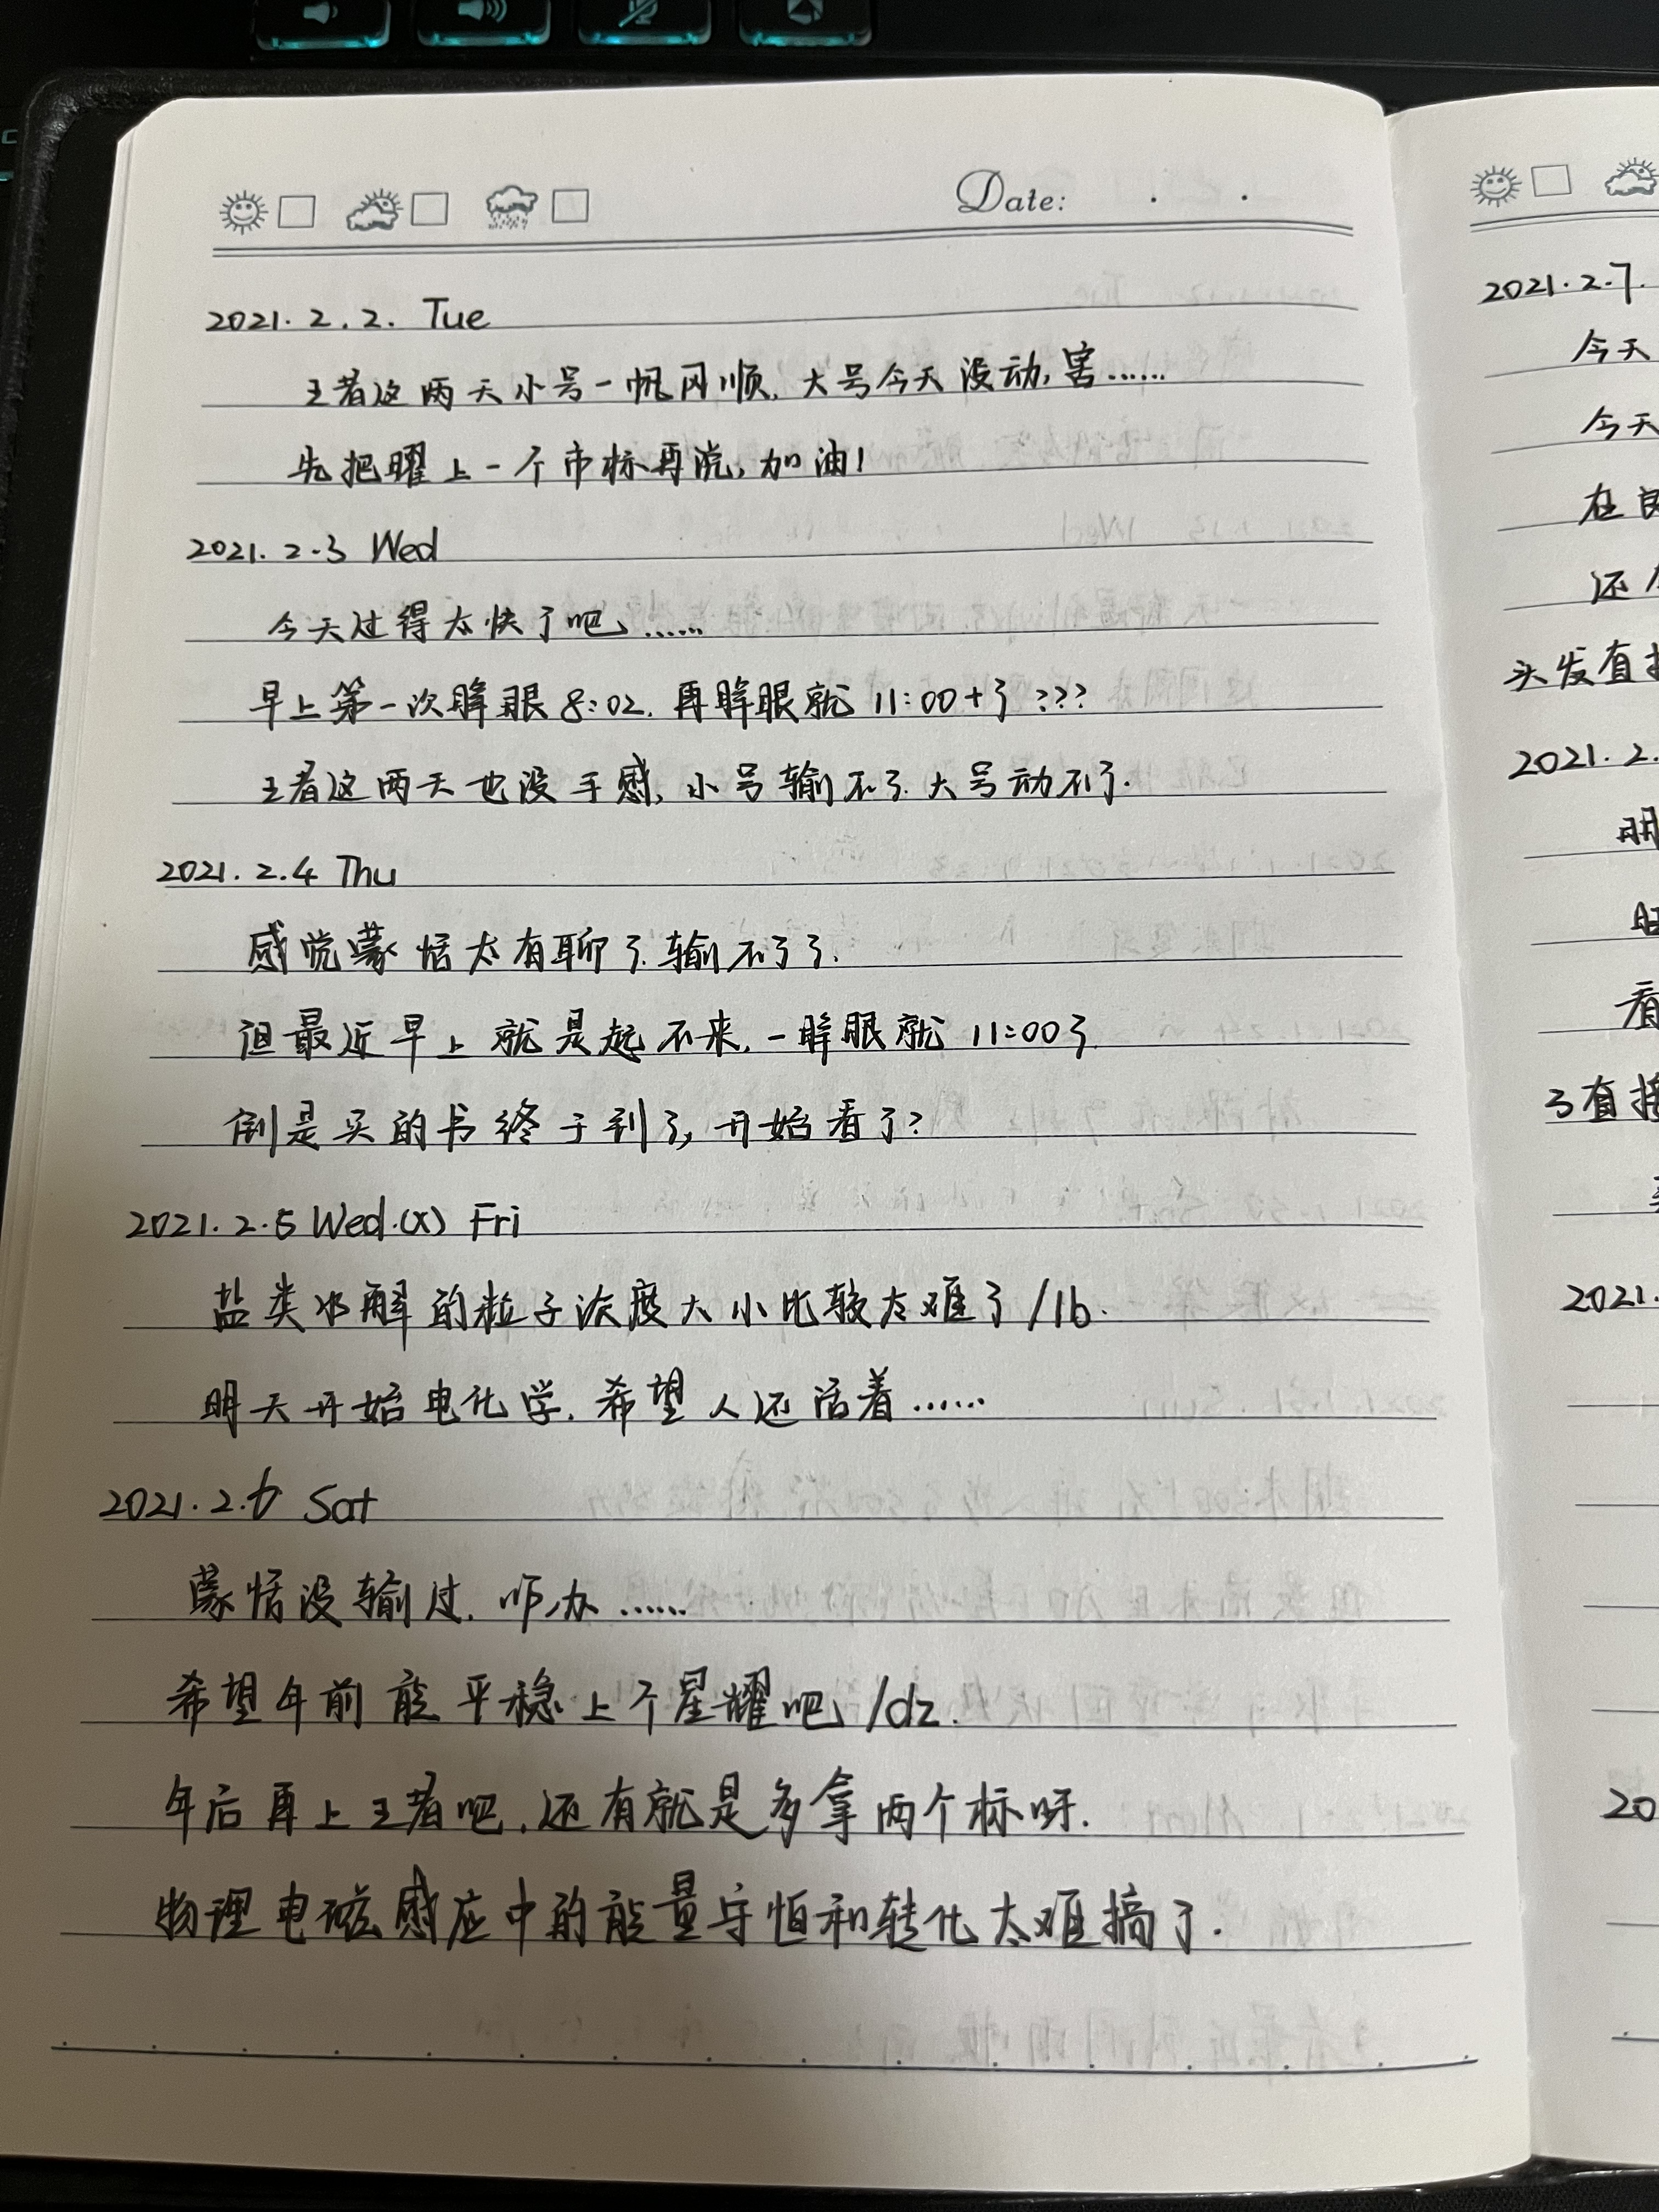 Date: . .
2021.2.2. Tue
王者这两天小号一帆风顺,大号今天没动,害……
先把曜上一个市标再说,加油!
2021.2.3 Wed
今天过得太快了吧……
早上第一次睁眼8:02,再睁眼就11:00+了???
王者这两天也没手感,小号输不了,大号动不了.
2021.2.4 Thu
感觉蒙恬太有聊了,输不了了.
但最近早上就是起不来,一睁眼就11:00了
倒是买的书终于到了,开始看了?
2021.2.5 Wed.(x) Fri
盐类水解的粒子浓度大小比较太难了/lb.
明天开始电化学,希望人还活着……
2021.2.6 Sat
蒙恬没输过,咋办……
希望年前能平稳上个星耀吧/dz.
年后再上王者吧,还有就是多拿两个标呀.
物理电磁感应中的能量守恒和转化太难搞了.
2021.2.7.
今天
今天
在
还
头发直接
2021.2.
明
看
了直接
2021.
20